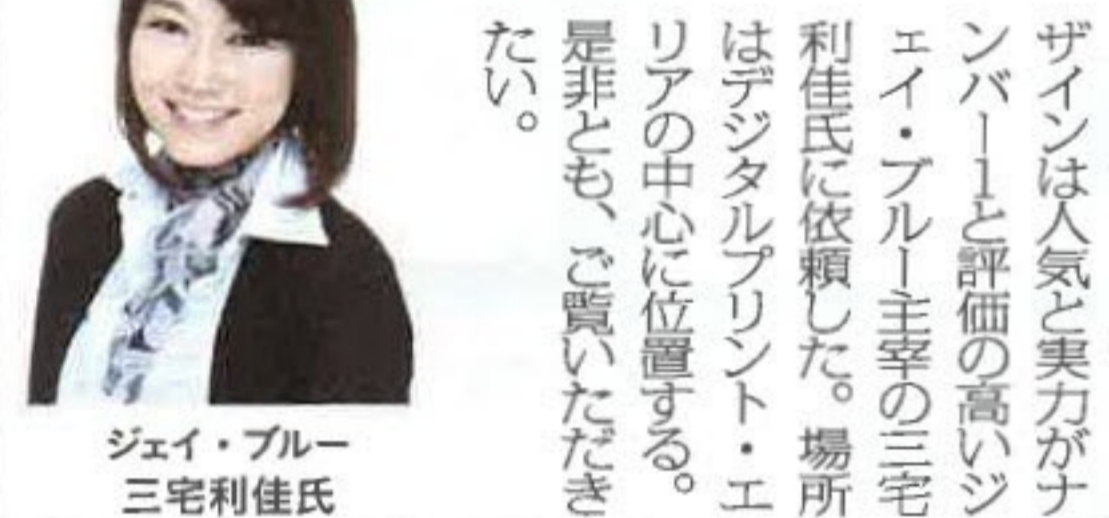 ザインは人気と実力がナ
ンバー1と評価の高いジ
ェイ・ブルー主宰の三宅
利佳氏に依頼した。場所
はデジタルプリント・エ
リアの中心に位置する。
是非とも、ご覧いただき
たい。
ジェイ・ブルー
三宅利佳氏